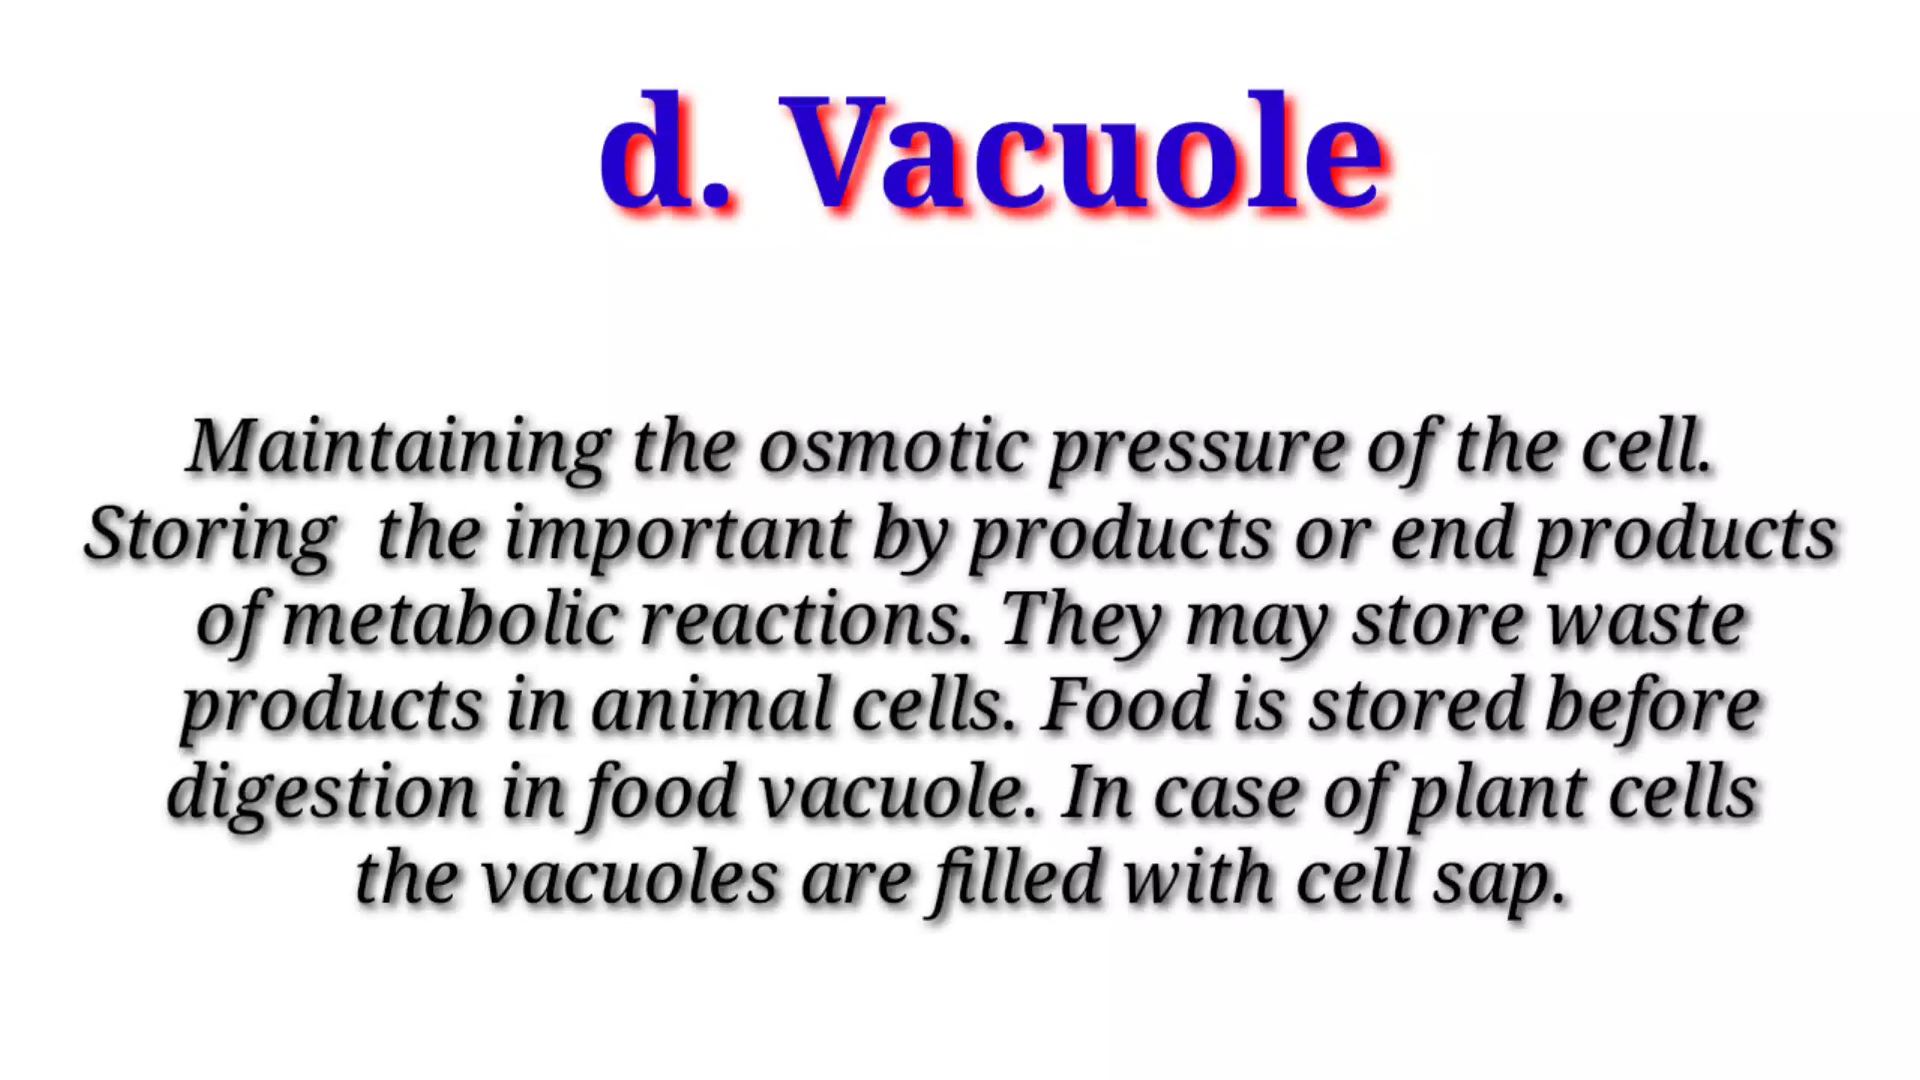 d. Vacuole
Maintaining the osmotic pressure of the cell.
Storing  the important by products or end products
of metabolic reactions. They may store waste
products in animal cells. Food is stored before
digestion in food vacuole. In case of plant cells
the vacuoles are filled with cell sap.